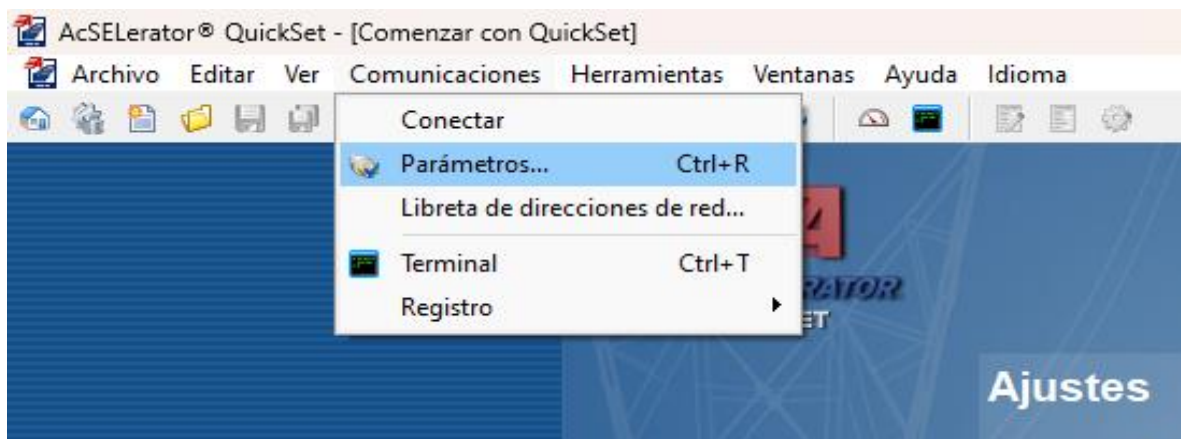 AcSELerator® QuickSet - [Comenzar con QuickSet]
Archivo Editar Ver Comunicaciones Herramientas Ventanas Ayuda Idioma
Conectar
Parámetros... Ctrl+R
Libreta de direcciones de red...
Terminal Ctrl+T
Registro
Ajustes